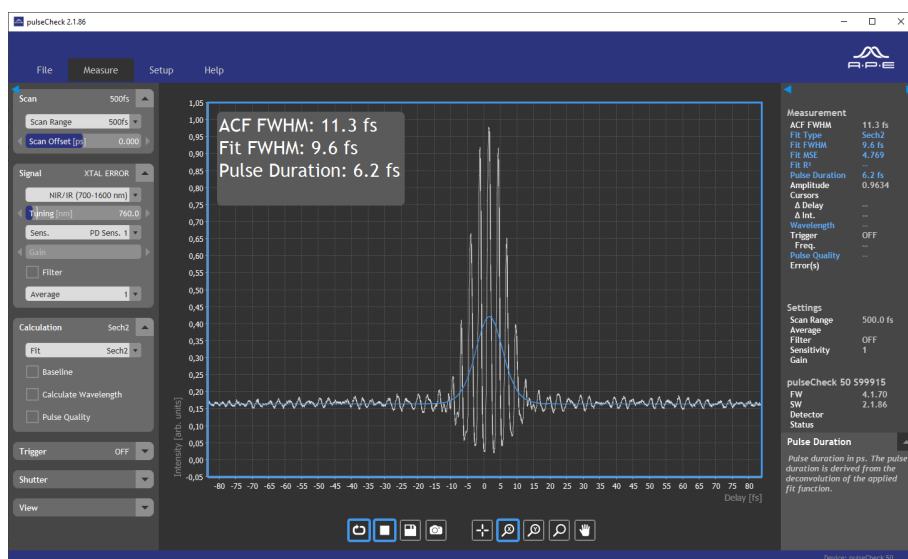 pulseCheck 2.1.86
File Measure Setup Help
A.P.E
Scan 500fs
Scan Range 500fs
Scan Offset [ps] 0.000
Signal XTAL ERROR
NIR/IR (700-1600 nm)
Tuning [nm] 760.0
Sens. PD Sens. 1
Gain
Filter
Average 1
Calculation Sech2
Fit Sech2
Baseline
Calculate Wavelength
Pulse Quality
Trigger OFF
Shutter
View
ACF FWHM: 11.3 fs
Fit FWHM: 9.6 fs
Pulse Duration: 6.2 fs
1,05
1,00
0,95
0,90
0,85
0,80
0,75
0,70
0,65
0,60
0,55
0,50
0,45
0,40
0,35
0,30
0,25
0,20
0,15
0,10
0,05
0,00
-0,05
Intensity [arb. units]
-80 -75 -70 -65 -60 -55 -50 -45 -40 -35 -30 -25 -20 -15 -10 -5 0 5 10 15 20 25 30 35 40 45 50 55 60 65 70 75 80
Delay [fs]
Measurement
ACF FWHM 11.3 fs
Fit Type Sech2
Fit FWHM 9.6 fs
Fit MSE 4.769
Fit R² --
Pulse Duration 6.2 fs
Amplitude 0.9634
Cursors
Δ Delay --
Δ Int. --
Wavelength --
Trigger OFF
Freq. --
Pulse Quality --
Error(s)
Settings
Scan Range 500.0 fs
Average
Filter OFF
Sensitivity 1
Gain
pulseCheck 50 S99915
FW 4.1.70
SW 2.1.86
Detector
Status
Pulse Duration
Pulse duration in ps. The pulse
duration is derived from the
deconvolution of the applied
fit function.
Device: pulseCheck 50